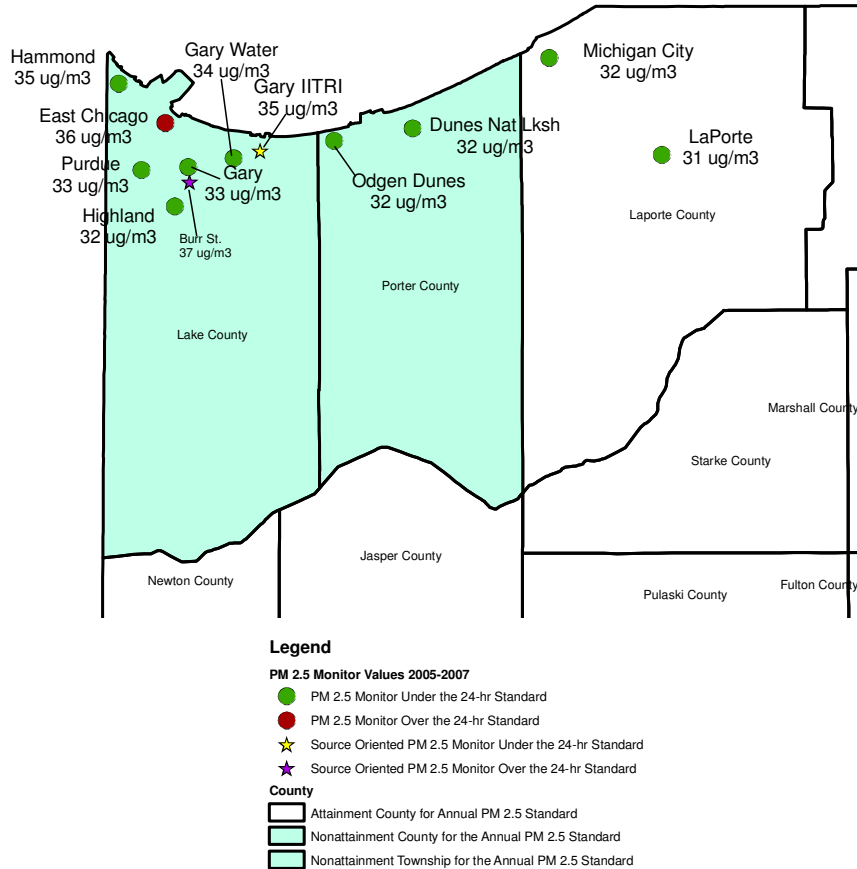 Hammond
35 ug/m3
Gary Water
34 ug/m3
Gary IITRI
35 ug/m3
Michigan City
32 ug/m3
East Chicago
36 ug/m3
Dunes Nat Lksh
32 ug/m3
LaPorte
31 ug/m3
Purdue
33 ug/m3
Gary
33 ug/m3
Odgen Dunes
32 ug/m3
Highland
32 ug/m3
Burr St.
37 ug/m3
Laporte County
Porter County
Lake County
Marshall County
Starke County
Jasper County
Newton County
Pulaski County
Fulton County
Legend
PM 2.5 Monitor Values 2005-2007
PM 2.5 Monitor Under the 24-hr Standard
PM 2.5 Monitor Over the 24-hr Standard
Source Oriented PM 2.5 Monitor Under the 24-hr Standard
Source Oriented PM 2.5 Monitor Over the 24-hr Standard
County
Attainment County for Annual PM 2.5 Standard
Nonattainment County for the Annual PM 2.5 Standard
Nonattainment Township for the Annual PM 2.5 Standard